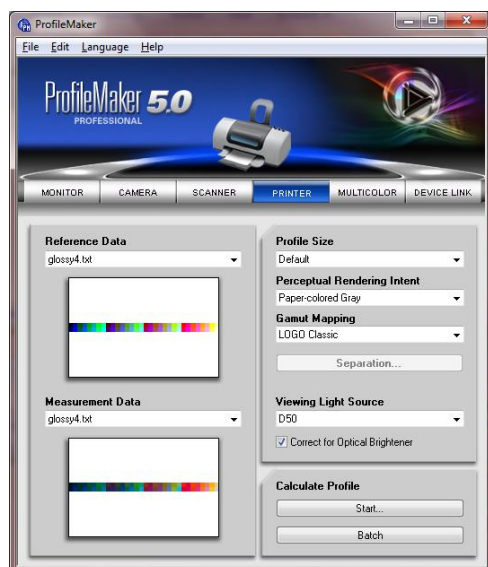 ProfileMaker
File Edit Language Help
ProfileMaker 5.0
PROFESSIONAL
MONITOR CAMERA SCANNER PRINTER MULTICOLOR DEVICE LINK
Reference Data
glossy4.txt
Measurement Data
glossy4.txt
Profile Size
Default
Perceptual Rendering Intent
Paper-colored Gray
Gamut Mapping
LOGO Classic
Separation...
Viewing Light Source
D50
Correct for Optical Brightener
Calculate Profile
Start...
Batch